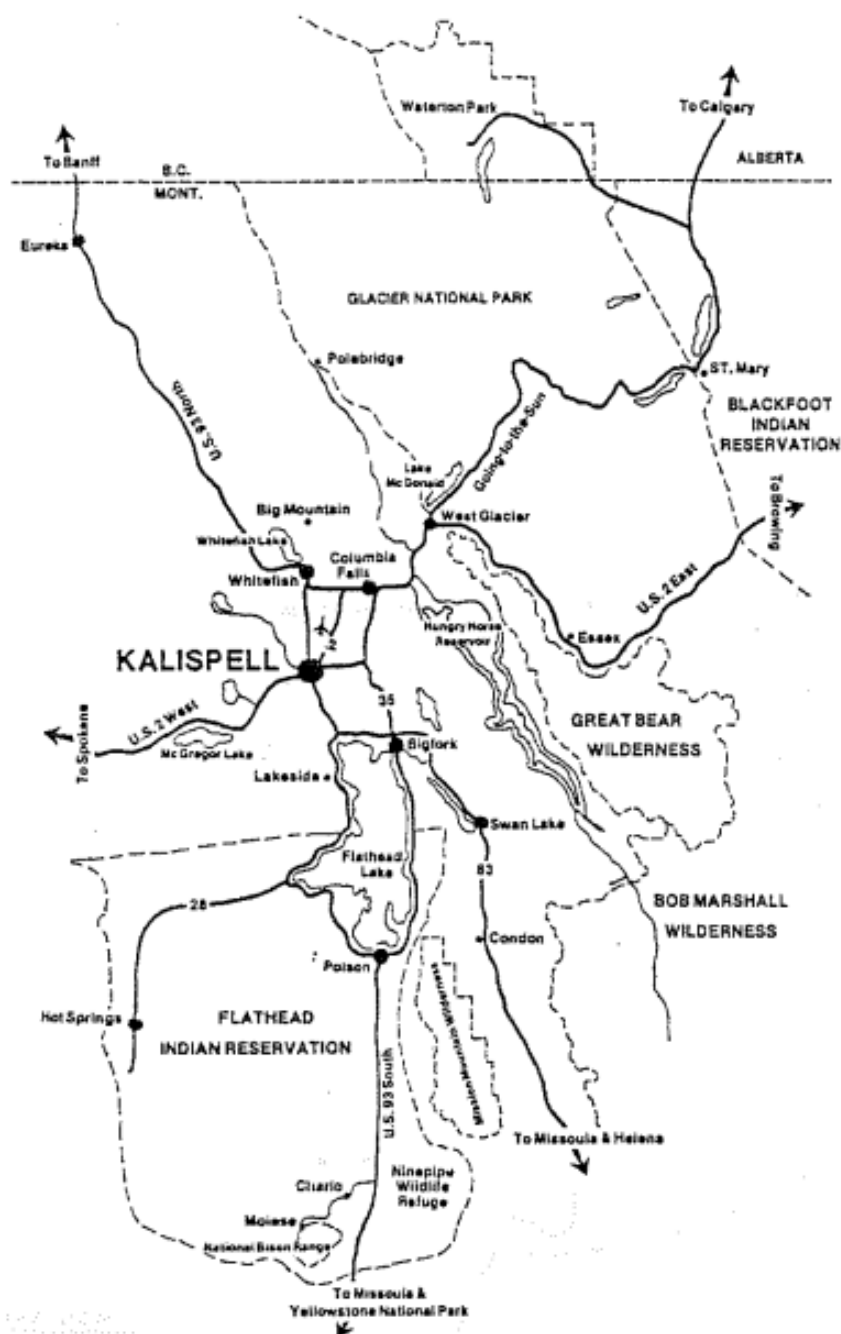 Waterton Park
To Calgary
To Banff
B.C.
ALBERTA
MONT.
Eureka
GLACIER NATIONAL PARK
Polebridge
ST. Mary
U.S. 93 North
Going-to-the-Sun
BLACKFOOT
INDIAN
RESERVATION
Lake
McDonald
Big Mountain
West Glacier
To Browing
Whitefish Lake
Columbia
Falls
Whitefish
U.S. 2 East
Hungry Horse
Reservoir
Essex
KALISPELL
35
GREAT BEAR
WILDERNESS
U.S. 2 West
To Spokane
Mc Gregor Lake
Bigfork
Lakeside
Swan Lake
Flathead
Lake
83
BOB MARSHALL
WILDERNESS
28
Condon
Polson
Mission Mountain Wilderness
Hot Springs
FLATHEAD
INDIAN RESERVATION
U.S. 93 South
To Missoula & Helena
Ninepipe
Wildlife
Refuge
Charlo
Moiese
National Bison Range
To Missoula &
Yellowstone National Park